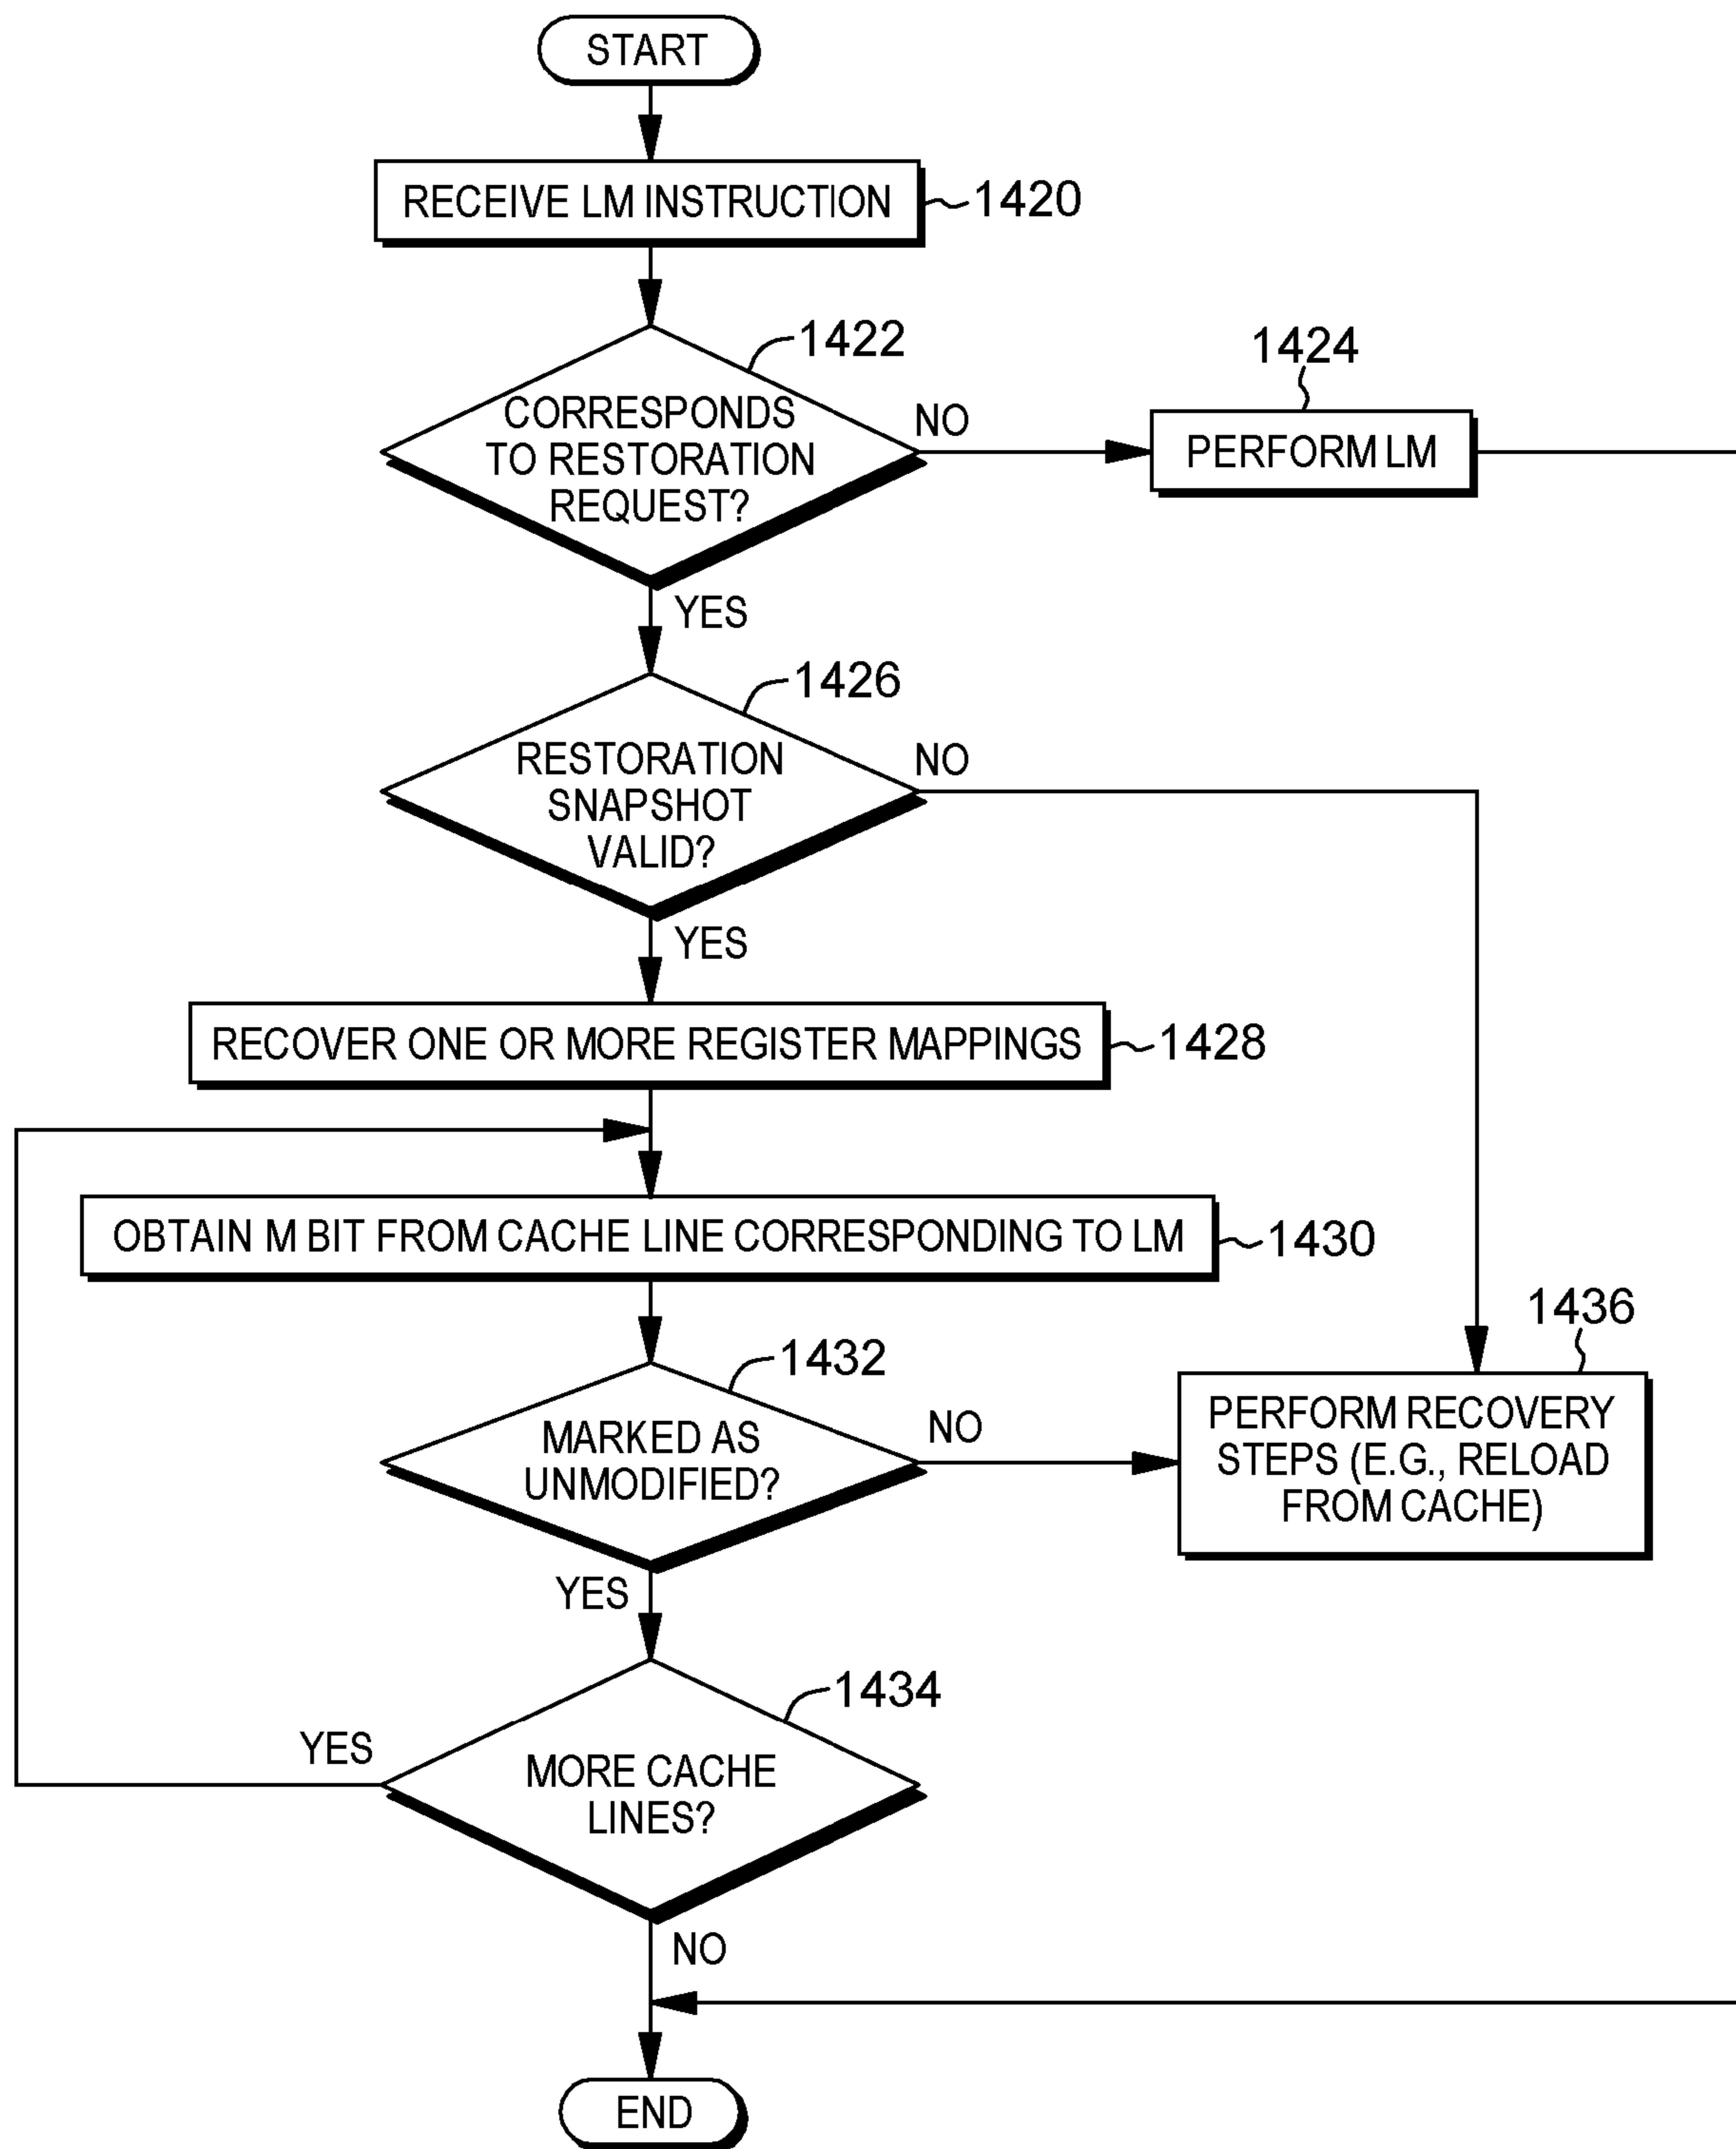 START
RECEIVE LM INSTRUCTION
1420
1422
CORRESPONDS
TO RESTORATION
REQUEST?
NO
1424
PERFORM LM
YES
1426
RESTORATION
SNAPSHOT
VALID?
NO
YES
RECOVER ONE OR MORE REGISTER MAPPINGS
1428
OBTAIN M BIT FROM CACHE LINE CORRESPONDING TO LM
1430
1432
MARKED AS
UNMODIFIED?
NO
1436
PERFORM RECOVERY
STEPS (E.G., RELOAD
FROM CACHE)
YES
1434
MORE CACHE
LINES?
YES
NO
END